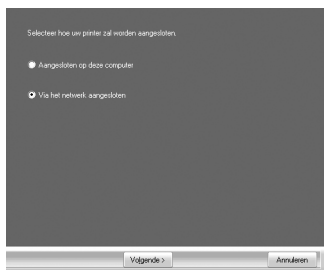 Selecteer hoe uw printer zal worden aangesloten.
Aangesloten op deze computer
Via het netwerk aangesloten
Volgende >
Annuleren